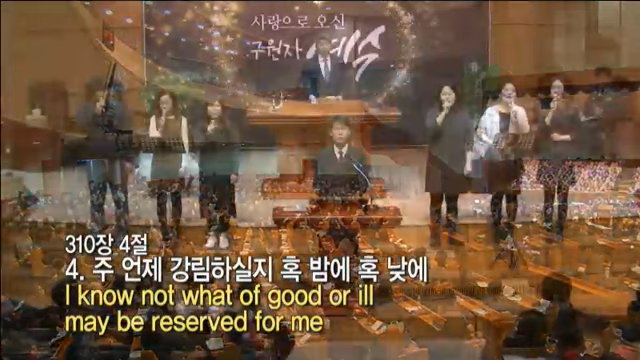 사랑으로 오신
구원자 예수
310장 4절
4. 주 언제 강림하실지 혹 밤에 혹 낮에
I know not what of good or ill
may be reserved for me